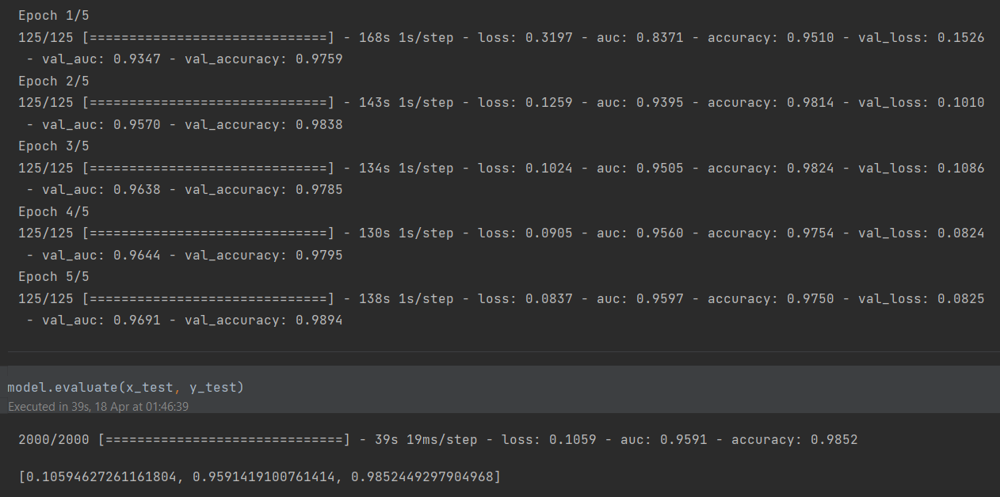 Epoch 1/5
125/125 [==============================] - 168s 1s/step - loss: 0.3197 - auc: 0.8371 - accuracy: 0.9510 - val_loss: 0.1526
 - val_auc: 0.9347 - val_accuracy: 0.9759
Epoch 2/5
125/125 [==============================] - 143s 1s/step - loss: 0.1259 - auc: 0.9395 - accuracy: 0.9814 - val_loss: 0.1010
 - val_auc: 0.9570 - val_accuracy: 0.9838
Epoch 3/5
125/125 [==============================] - 134s 1s/step - loss: 0.1024 - auc: 0.9505 - accuracy: 0.9824 - val_loss: 0.1086
 - val_auc: 0.9638 - val_accuracy: 0.9785
Epoch 4/5
125/125 [==============================] - 130s 1s/step - loss: 0.0905 - auc: 0.9560 - accuracy: 0.9754 - val_loss: 0.0824
 - val_auc: 0.9644 - val_accuracy: 0.9795
Epoch 5/5
125/125 [==============================] - 138s 1s/step - loss: 0.0837 - auc: 0.9597 - accuracy: 0.9750 - val_loss: 0.0825
 - val_auc: 0.9691 - val_accuracy: 0.9894
model.evaluate(x_test, y_test)
Executed in 39s, 18 Apr at 01:46:39
2000/2000 [==============================] - 39s 19ms/step - loss: 0.1059 - auc: 0.9591 - accuracy: 0.9852
[0.10594627261161804, 0.9591419100761414, 0.9852449297904968]